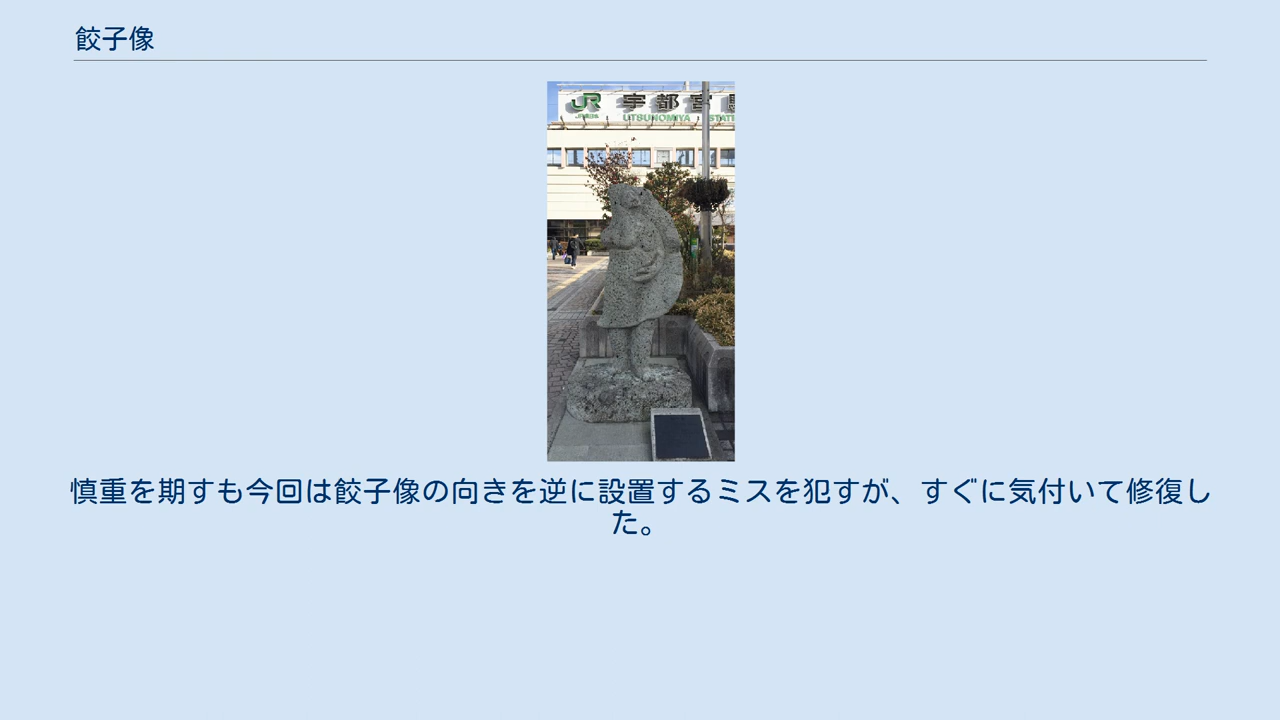 餃子像
JR 宇都宮
UTSUNOMIYA STAT
慎重を期すも今回は餃子像の向きを逆に設置するミスを犯すが、すぐに気付いて修復し
た。